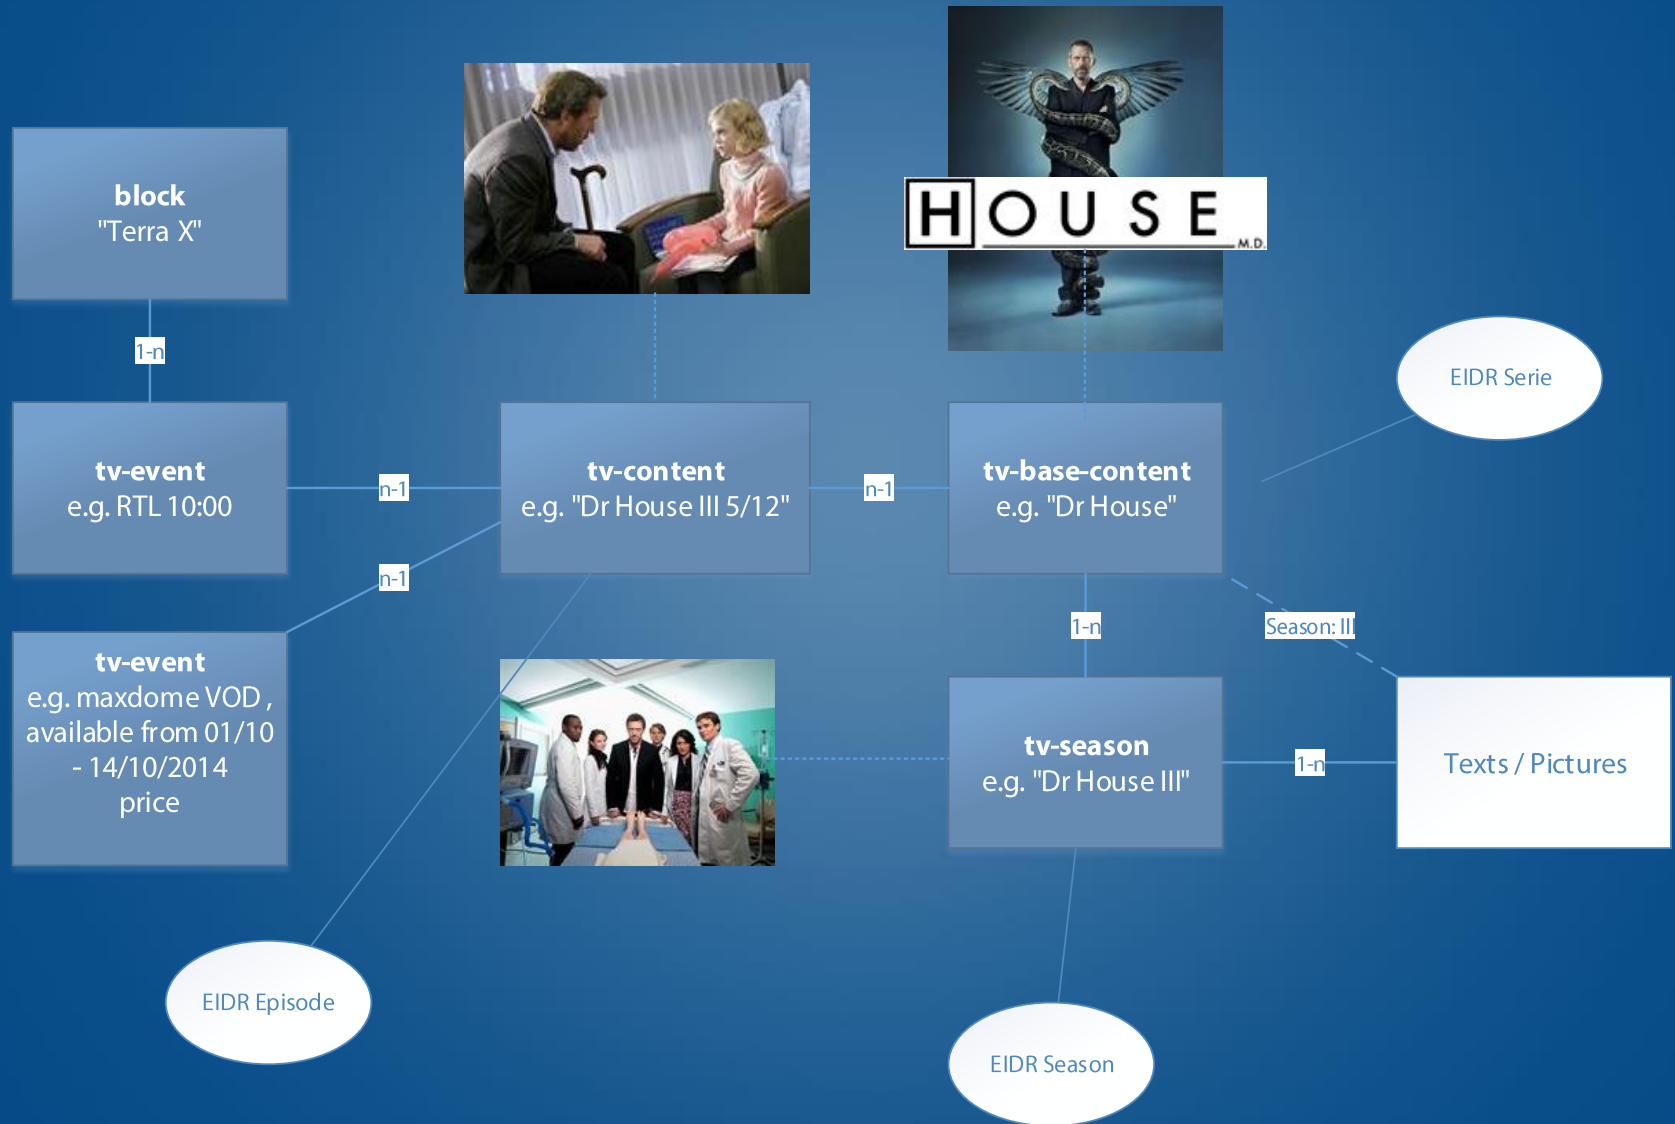 HOUSE
M.D.
block
"Terra X"
1-n
EIDR Serie
tv-event
e.g. RTL 10:00
n-1
tv-content
e.g. "Dr House III 5/12"
n-1
tv-base-content
e.g. "Dr House"
n-1
1-n
Season: III
tv-event
e.g. maxdome VOD ,
available from 01/10
- 14/10/2014
price
tv-season
e.g. "Dr House III"
1-n
Texts / Pictures
EIDR Episode
EIDR Season